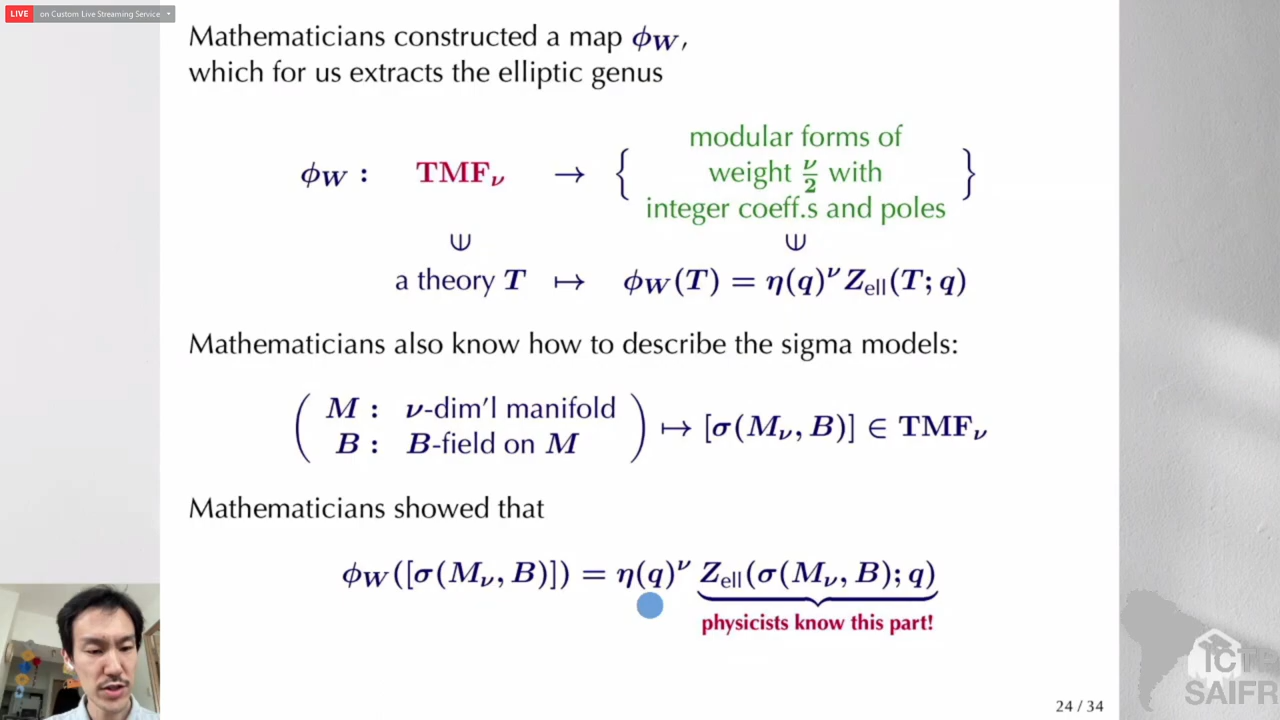 LIVE on Custom Live Streaming Service
Mathematicians constructed a map ϕ_W,
which for us extracts the elliptic genus
modular forms of
ϕ_W : TMF_ν → { weight ν/2 with }
integer coeff.s and poles
a theory T ↦ ϕ_W(T) = η(q)^ν Z_ell(T; q)
Mathematicians also know how to describe the sigma models:
( M : ν-dim'l manifold
B : B-field on M ) ↦ [σ(M_ν, B)] ∈ TMF_ν
Mathematicians showed that
ϕ_W([σ(M_ν, B)]) = η(q)^ν Z_ell(σ(M_ν, B); q)
physicists know this part!
24 / 34
ICTP
SAIFR